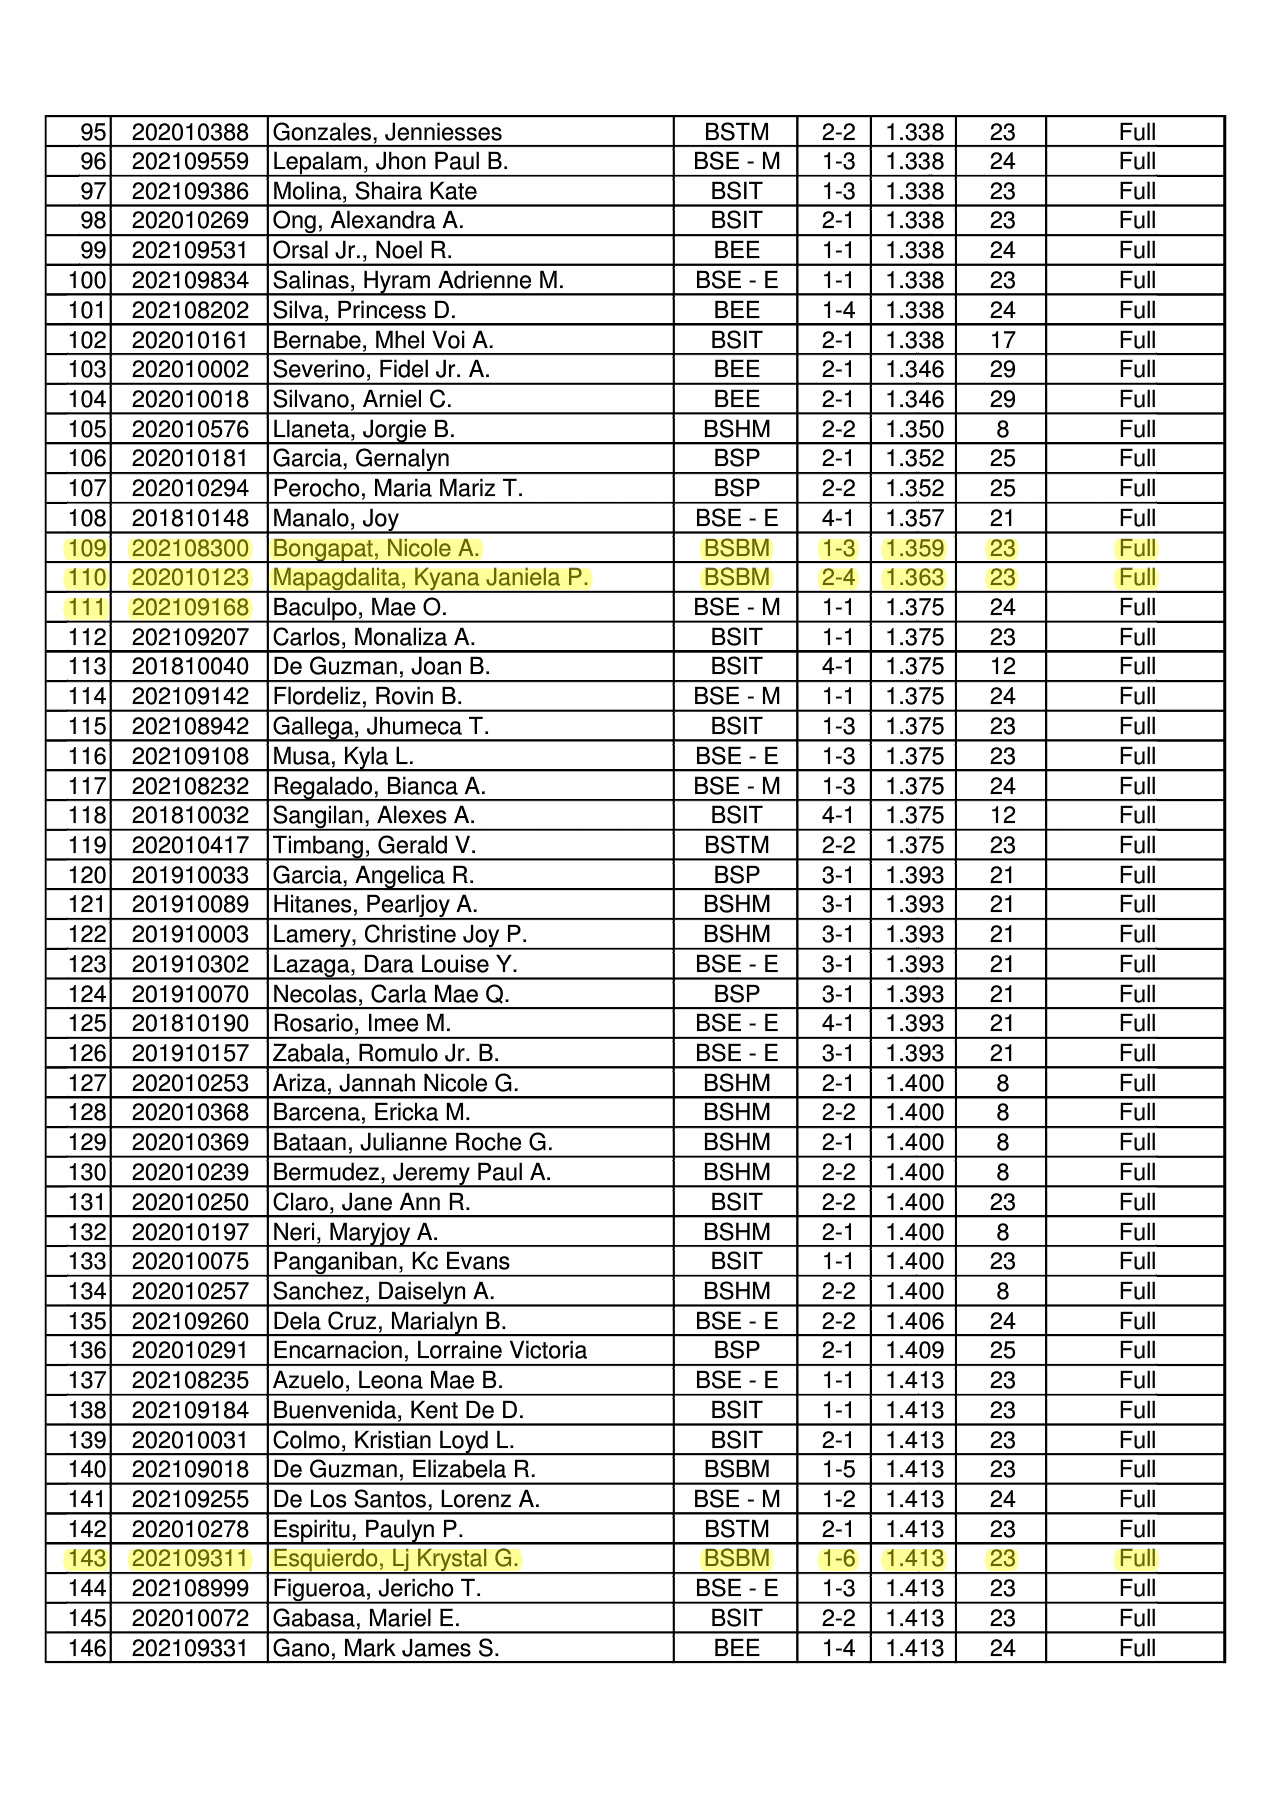 95 202010388 Gonzales, Jenniesses BSTM 2-2 1.338 23 Full
96 202109559 Lepalam, Jhon Paul B. BSE - M 1-3 1.338 24 Full
97 202109386 Molina, Shaira Kate BSIT 1-3 1.338 23 Full
98 202010269 Ong, Alexandra A. BSIT 2-1 1.338 23 Full
99 202109531 Orsal Jr., Noel R. BEE 1-1 1.338 24 Full
100 202109834 Salinas, Hyram Adrienne M. BSE - E 1-1 1.338 23 Full
101 202108202 Silva, Princess D. BEE 1-4 1.338 24 Full
102 202010161 Bernabe, Mhel Voi A. BSIT 2-1 1.338 17 Full
103 202010002 Severino, Fidel Jr. A. BEE 2-1 1.346 29 Full
104 202010018 Silvano, Arniel C. BEE 2-1 1.346 29 Full
105 202010576 Llaneta, Jorgie B. BSHM 2-2 1.350 8 Full
106 202010181 Garcia, Gernalyn BSP 2-1 1.352 25 Full
107 202010294 Perocho, Maria Mariz T. BSP 2-2 1.352 25 Full
108 201810148 Manalo, Joy BSE - E 4-1 1.357 21 Full
109 202108300 Bongapat, Nicole A. BSBM 1-3 1.359 23 Full
110 202010123 Mapagdalita, Kyana Janiela P. BSBM 2-4 1.363 23 Full
111 202109168 Baculpo, Mae O. BSE - M 1-1 1.375 24 Full
112 202109207 Carlos, Monaliza A. BSIT 1-1 1.375 23 Full
113 201810040 De Guzman, Joan B. BSIT 4-1 1.375 12 Full
114 202109142 Flordeliz, Rovin B. BSE - M 1-1 1.375 24 Full
115 202108942 Gallega, Jhumeca T. BSIT 1-3 1.375 23 Full
116 202109108 Musa, Kyla L. BSE - E 1-3 1.375 23 Full
117 202108232 Regalado, Bianca A. BSE - M 1-3 1.375 24 Full
118 201810032 Sangilan, Alexes A. BSIT 4-1 1.375 12 Full
119 202010417 Timbang, Gerald V. BSTM 2-2 1.375 23 Full
120 201910033 Garcia, Angelica R. BSP 3-1 1.393 21 Full
121 201910089 Hitanes, Pearljoy A. BSHM 3-1 1.393 21 Full
122 201910003 Lamery, Christine Joy P. BSHM 3-1 1.393 21 Full
123 201910302 Lazaga, Dara Louise Y. BSE - E 3-1 1.393 21 Full
124 201910070 Necolas, Carla Mae Q. BSP 3-1 1.393 21 Full
125 201810190 Rosario, Imee M. BSE - E 4-1 1.393 21 Full
126 201910157 Zabala, Romulo Jr. B. BSE - E 3-1 1.393 21 Full
127 202010253 Ariza, Jannah Nicole G. BSHM 2-1 1.400 8 Full
128 202010368 Barcena, Ericka M. BSHM 2-2 1.400 8 Full
129 202010369 Bataan, Julianne Roche G. BSHM 2-1 1.400 8 Full
130 202010239 Bermudez, Jeremy Paul A. BSHM 2-2 1.400 8 Full
131 202010250 Claro, Jane Ann R. BSIT 2-2 1.400 23 Full
132 202010197 Neri, Maryjoy A. BSHM 2-1 1.400 8 Full
133 202010075 Panganiban, Kc Evans BSIT 1-1 1.400 23 Full
134 202010257 Sanchez, Daiselyn A. BSHM 2-2 1.400 8 Full
135 202109260 Dela Cruz, Marialyn B. BSE - E 2-2 1.406 24 Full
136 202010291 Encarnacion, Lorraine Victoria BSP 2-1 1.409 25 Full
137 202108235 Azuelo, Leona Mae B. BSE - E 1-1 1.413 23 Full
138 202109184 Buenvenida, Kent De D. BSIT 1-1 1.413 23 Full
139 202010031 Colmo, Kristian Loyd L. BSIT 2-1 1.413 23 Full
140 202109018 De Guzman, Elizabela R. BSBM 1-5 1.413 23 Full
141 202109255 De Los Santos, Lorenz A. BSE - M 1-2 1.413 24 Full
142 202010278 Espiritu, Paulyn P. BSTM 2-1 1.413 23 Full
143 202109311 Esquierdo, Lj Krystal G. BSBM 1-6 1.413 23 Full
144 202108999 Figueroa, Jericho T. BSE - E 1-3 1.413 23 Full
145 202010072 Gabasa, Mariel E. BSIT 2-2 1.413 23 Full
146 202109331 Gano, Mark James S. BEE 1-4 1.413 24 Full